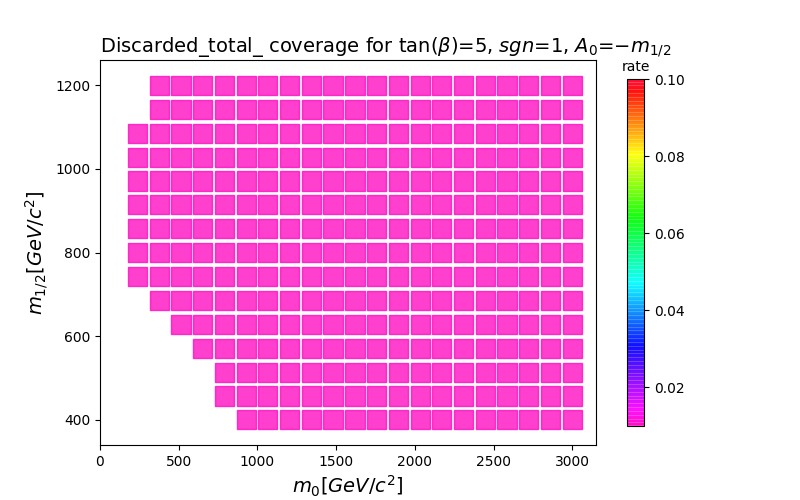 Discarded_total_ coverage for tan(β)=5, sgn=1, A₀=−m₁/₂
rate
1200
1000
800
600
400
m₁/₂[GeV/c²]
0 500 1000 1500 2000 2500 3000
m₀[GeV/c²]
0.10
0.08
0.06
0.04
0.02